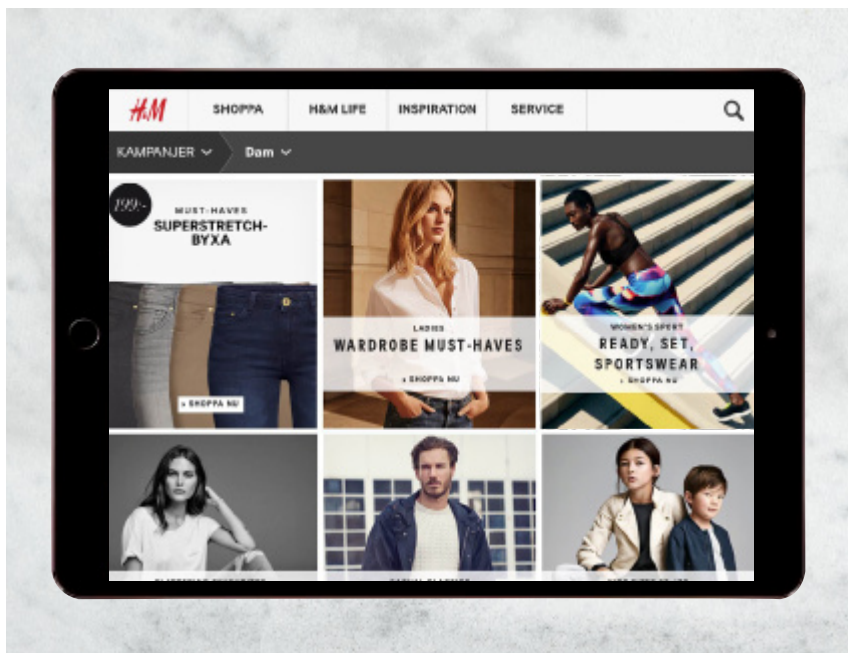 H&M
SHOPPA
H&M LIFE
INSPIRATION
SERVICE
KAMPANJER
Dam
199:-
MUST-HAVES
SUPERSTRETCH-
BYXA
> SHOPPA NU
LADIES
WARDROBE MUST-HAVES
> SHOPPA NU
WOMEN'S SPORT
READY, SET,
SPORTSWEAR
> SHOPPA NU